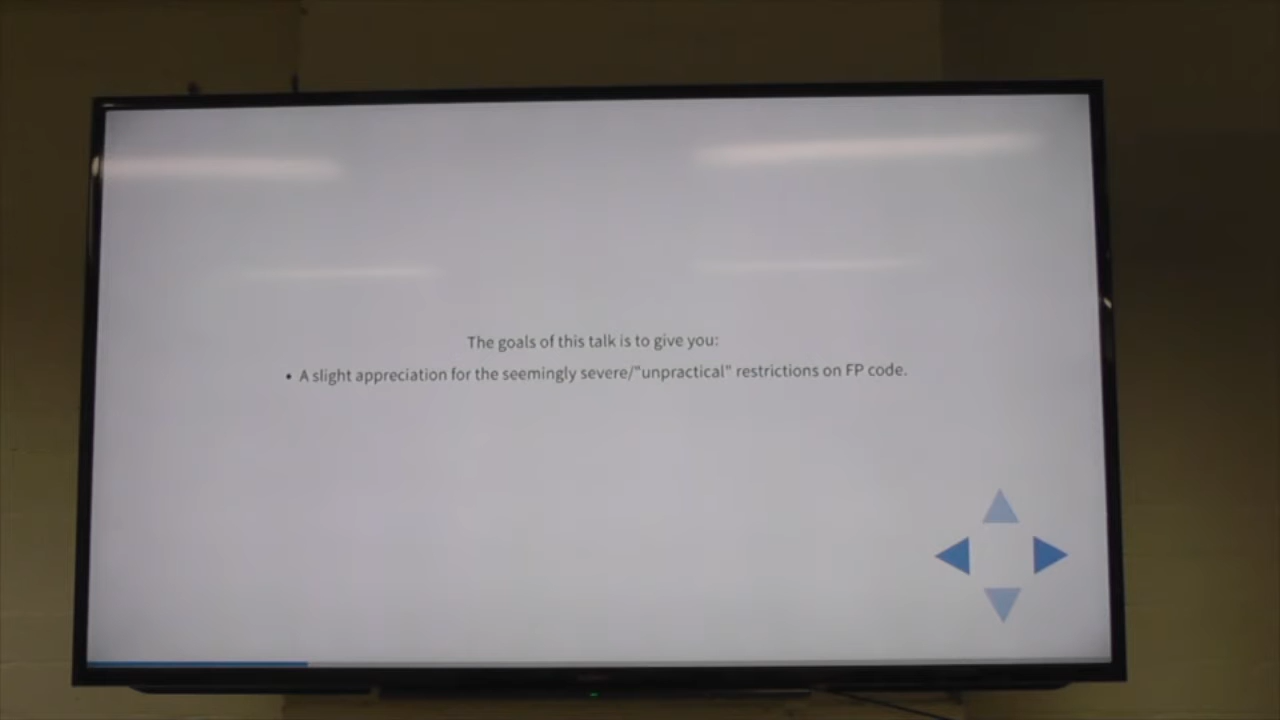 The goals of this talk is to give you:
• A slight appreciation for the seemingly severe/"unpractical" restrictions on FP code.